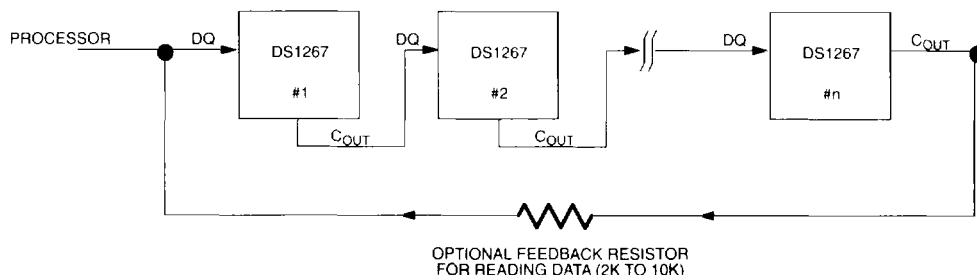 PROCESSOR
DQ
DS1267
#1
COUT
DQ
DS1267
#2
COUT
DQ
DS1267
#n
COUT
OPTIONAL FEEDBACK RESISTOR
FOR READING DATA (2K TO 10K)